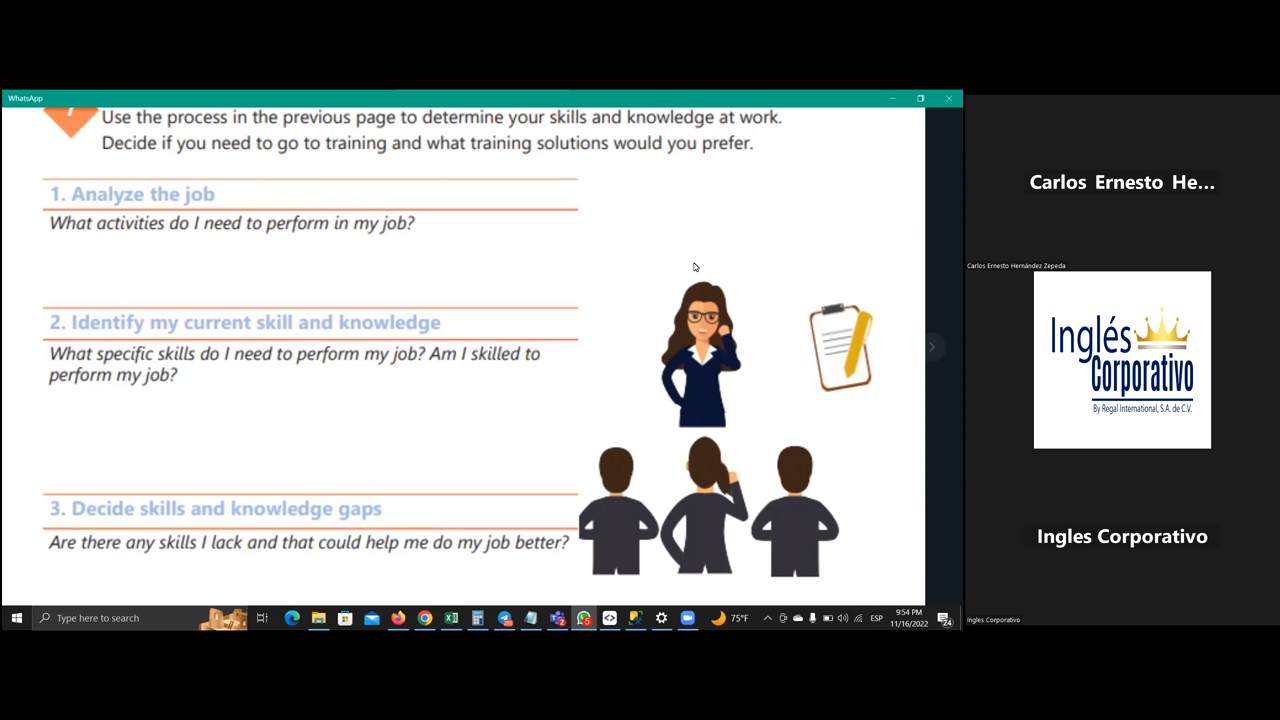 WhatsApp
Use the process in the previous page to determine your skills and knowledge at work.
Decide if you need to go to training and what training solutions would you prefer.
1. Analyze the job
What activities do I need to perform in my job?
2. Identify my current skill and knowledge
What specific skills do I need to perform my job? Am I skilled to
perform my job?
3. Decide skills and knowledge gaps
Are there any skills I lack and that could help me do my job better?
Type here to search
75°F
ESP
9:54 PM
11/16/2022
24
Carlos Ernesto He...
Carlos Ernesto Hernández Zepeda
Inglés
Corporativo
By Regal International, S.A. de C.V.
Ingles Corporativo
Ingles Corporativo